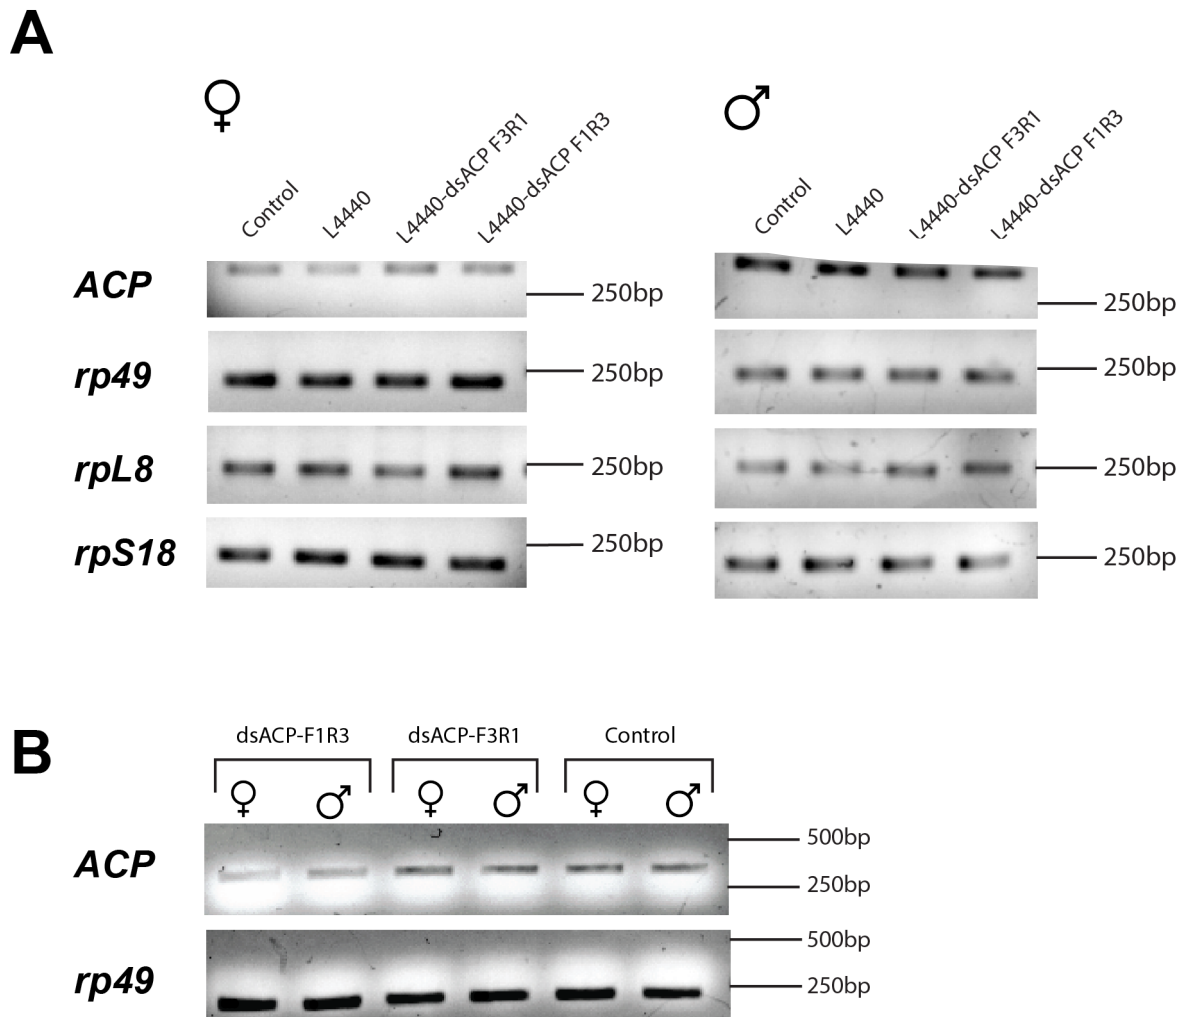 A
♀ ♂
Control L4440 L4440-dsACP F3R1 L4440-dsACP F1R3 Control L4440 L4440-dsACP F3R1 L4440-dsACP F1R3
ACP 250bp 250bp
rp49 250bp 250bp
rpL8 250bp 250bp
rpS18 250bp 250bp
B
dsACP-F1R3 dsACP-F3R1 Control
♀ ♂ ♀ ♂ ♀ ♂
500bp
ACP 250bp
500bp
rp49 250bp